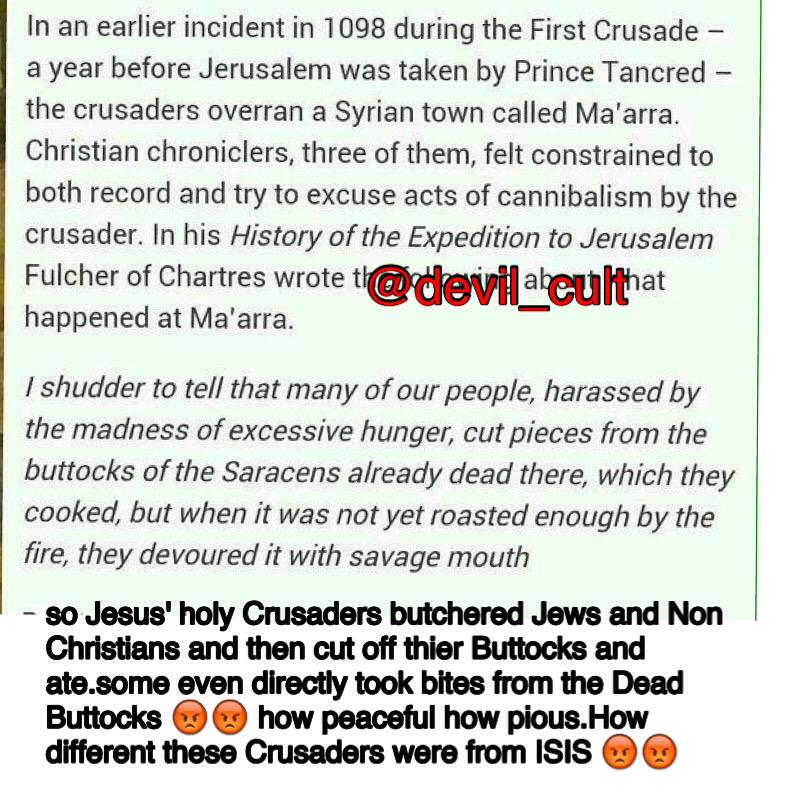 In an earlier incident in 1098 during the First Crusade –
a year before Jerusalem was taken by Prince Tancred –
the crusaders overran a Syrian town called Ma'arra.
Christian chroniclers, three of them, felt constrained to
both record and try to excuse acts of cannibalism by the
crusader. In his History of the Expedition to Jerusalem
Fulcher of Chartres wrote the following about what
@devil_cult
happened at Ma'arra.
I shudder to tell that many of our people, harassed by
the madness of excessive hunger, cut pieces from the
buttocks of the Saracens already dead there, which they
cooked, but when it was not yet roasted enough by the
fire, they devoured it with savage mouth
so Jesus' holy Crusaders butchered Jews and Non
Christians and then cut off thier Buttocks and
ate.some even directly took bites from the Dead
Buttocks 😡😡 how peaceful how pious.How
different these Crusaders were from ISIS 😡😡